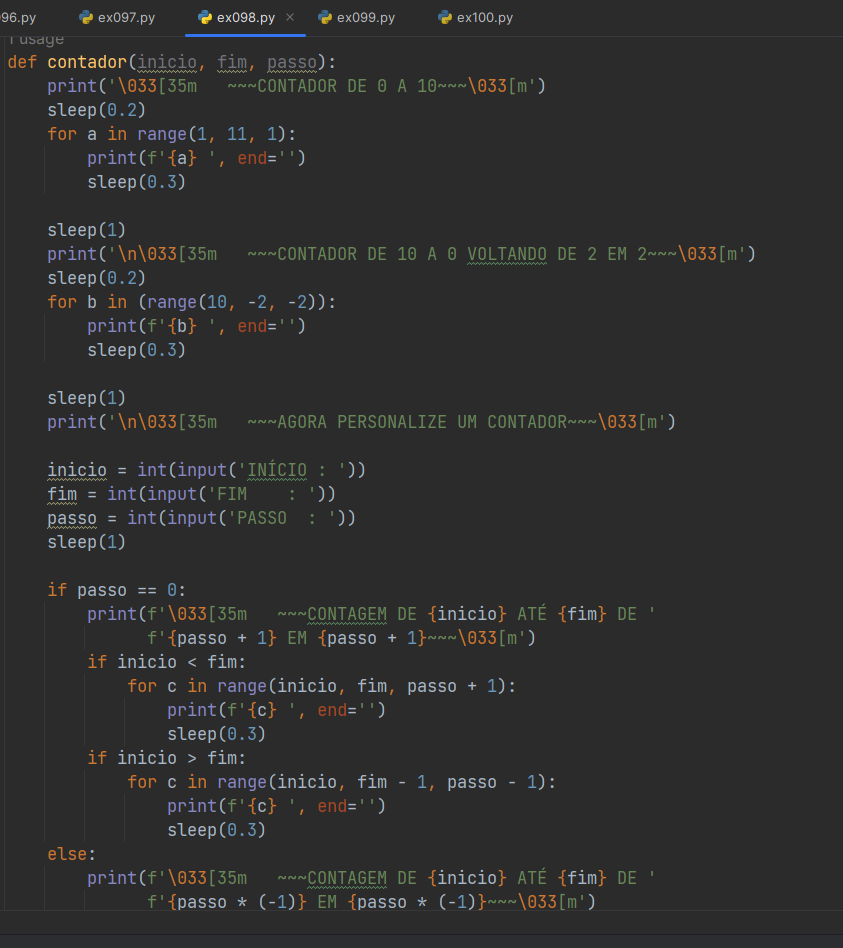 96.py ex097.py ex098.py × ex099.py ex100.py
1 usage
def contador(inicio, fim, passo):
    print('\033[35m   ~~~CONTADOR DE 0 A 10~~~\033[m')
    sleep(0.2)
    for a in range(1, 11, 1):
        print(f'{a} ', end='')
        sleep(0.3)

    sleep(1)
    print('\n\033[35m   ~~~CONTADOR DE 10 A 0 VOLTANDO DE 2 EM 2~~~\033[m')
    sleep(0.2)
    for b in (range(10, -2, -2)):
        print(f'{b} ', end='')
        sleep(0.3)

    sleep(1)
    print('\n\033[35m   ~~~AGORA PERSONALIZE UM CONTADOR~~~\033[m')

    inicio = int(input('INÍCIO : '))
    fim = int(input('FIM    : '))
    passo = int(input('PASSO  : '))
    sleep(1)

    if passo == 0:
        print(f'\033[35m   ~~~CONTAGEM DE {inicio} ATÉ {fim} DE '
              f'{passo + 1} EM {passo + 1}~~~\033[m')
        if inicio < fim:
            for c in range(inicio, fim, passo + 1):
                print(f'{c} ', end='')
                sleep(0.3)
        if inicio > fim:
            for c in range(inicio, fim - 1, passo - 1):
                print(f'{c} ', end='')
                sleep(0.3)
    else:
        print(f'\033[35m   ~~~CONTAGEM DE {inicio} ATÉ {fim} DE '
              f'{passo * (-1)} EM {passo * (-1)}~~~\033[m')